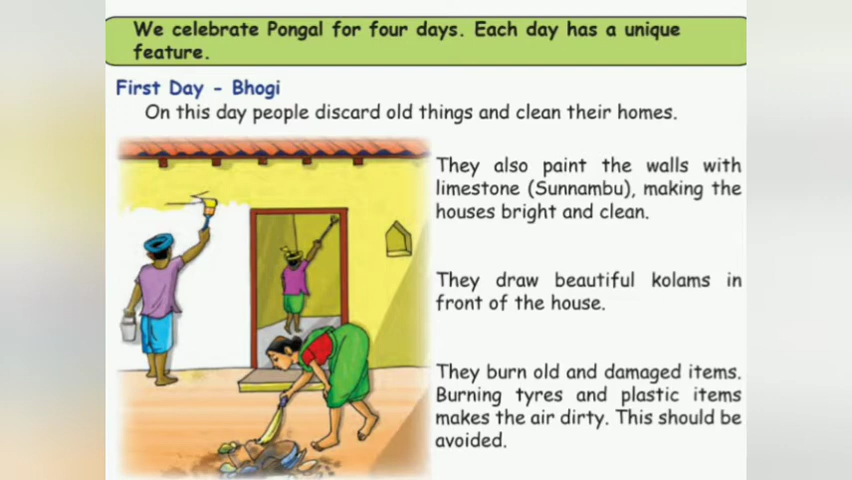 We celebrate Pongal for four days. Each day has a unique
feature.
First Day - Bhogi
On this day people discard old things and clean their homes.
They also paint the walls with
limestone (Sunnambu), making the
houses bright and clean.
They draw beautiful kolams in
front of the house.
They burn old and damaged items.
Burning tyres and plastic items
makes the air dirty. This should be
avoided.